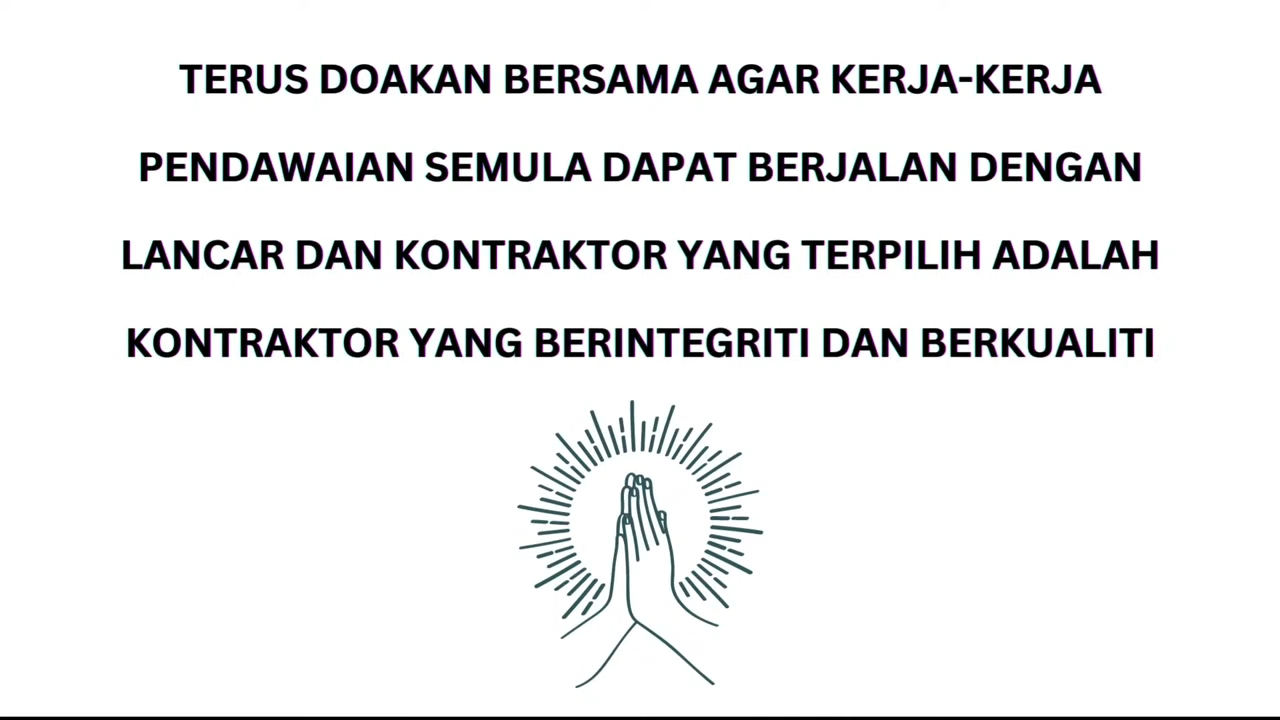 TERUS DOAKAN BERSAMA AGAR KERJA-KERJA
PENDAWAIAN SEMULA DAPAT BERJALAN DENGAN
LANCAR DAN KONTRAKTOR YANG TERPILIH ADALAH
KONTRAKTOR YANG BERINTEGRITI DAN BERKUALITI